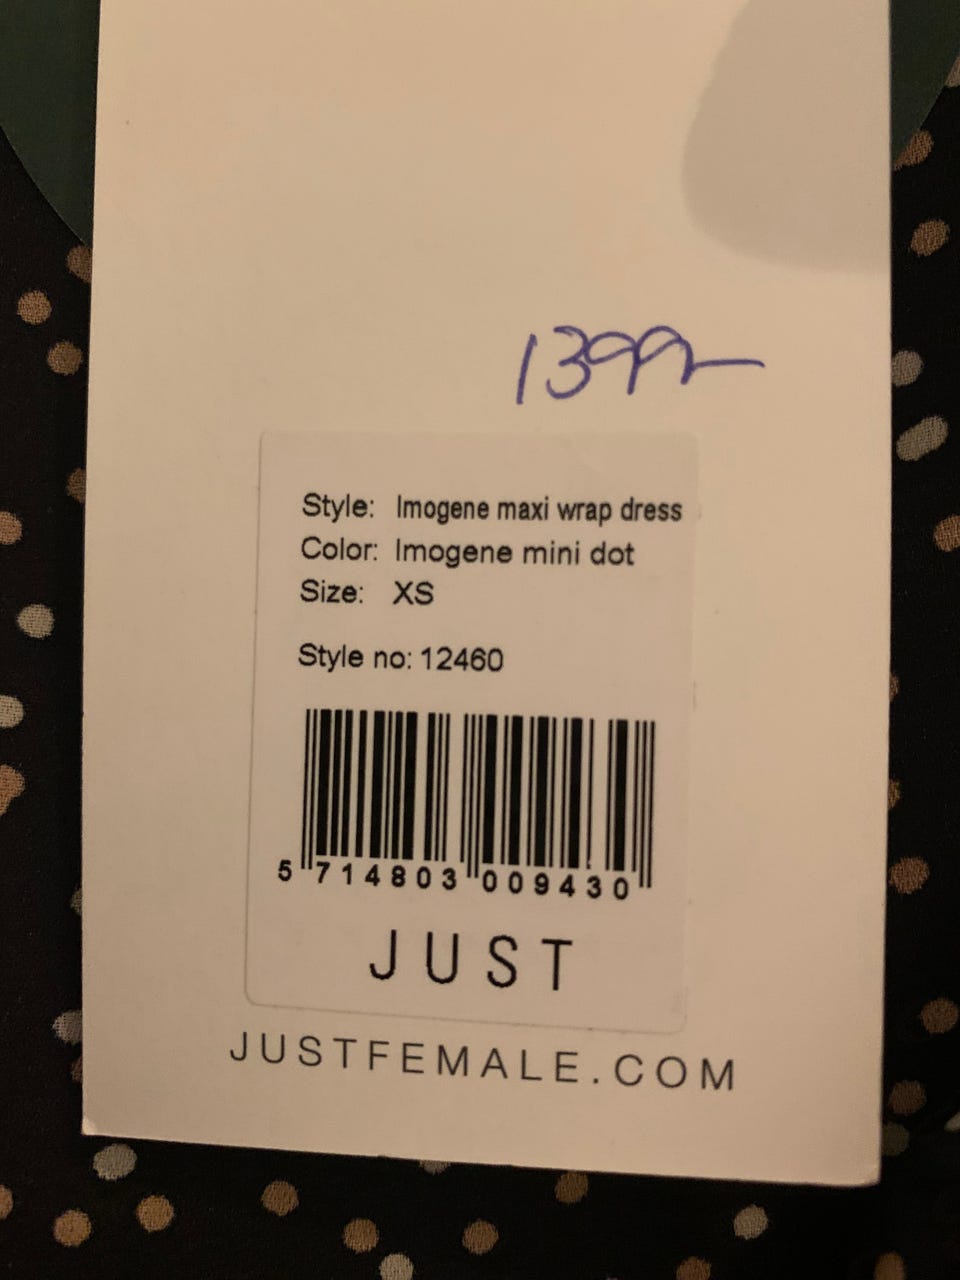 1399-
Style: Imogene maxi wrap dress
Color: Imogene mini dot
Size: XS
Style no: 12460
5 714803 009430
JUST
JUSTFEMALE.COM